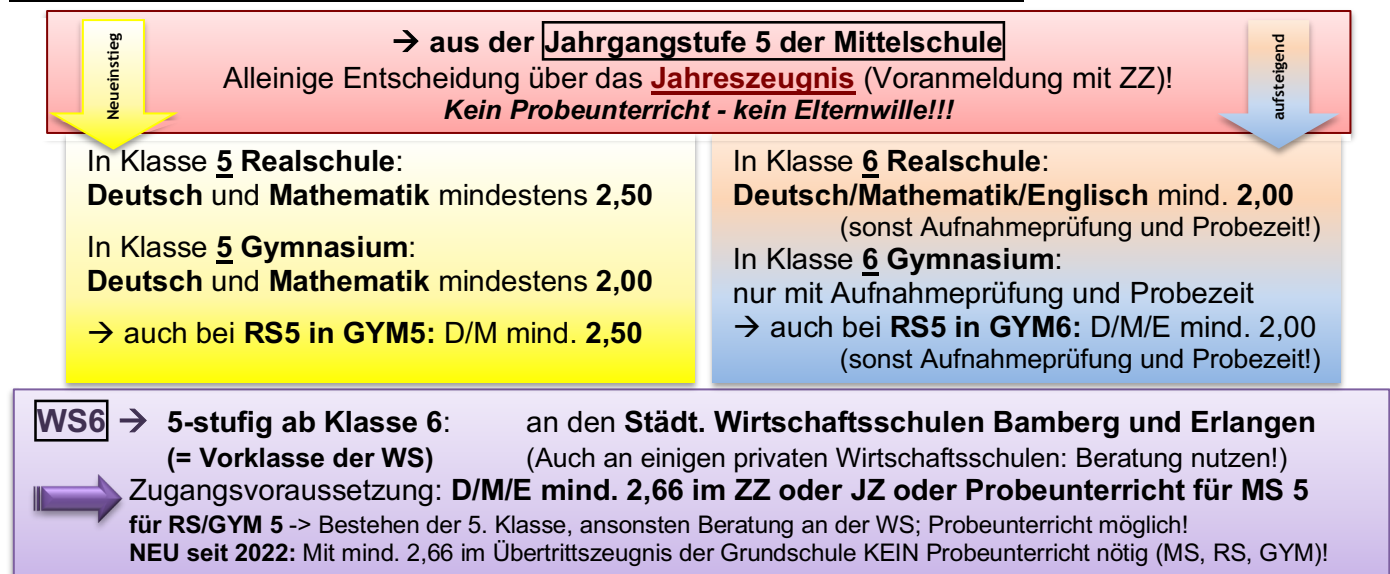 Neueinstieg
→ aus der Jahrgangstufe 5 der Mittelschule
Alleinige Entscheidung über das Jahreszeugnis (Voranmeldung mit ZZ)!
Kein Probeunterricht - kein Elternwille!!!
aufsteigend
In Klasse 5 Realschule:
Deutsch und Mathematik mindestens 2,50
In Klasse 5 Gymnasium:
Deutsch und Mathematik mindestens 2,00
→ auch bei RS5 in GYM5: D/M mind. 2,50
In Klasse 6 Realschule:
Deutsch/Mathematik/Englisch mind. 2,00
(sonst Aufnahmeprüfung und Probezeit!)
In Klasse 6 Gymnasium:
nur mit Aufnahmeprüfung und Probezeit
→ auch bei RS5 in GYM6: D/M/E mind. 2,00
(sonst Aufnahmeprüfung und Probezeit!)
WS6 → 5-stufig ab Klasse 6: an den Städt. Wirtschaftsschulen Bamberg und Erlangen
(= Vorklasse der WS) (Auch an einigen privaten Wirtschaftsschulen: Beratung nutzen!)
Zugangsvoraussetzung: D/M/E mind. 2,66 im ZZ oder JZ oder Probeunterricht für MS 5
für RS/GYM 5 -> Bestehen der 5. Klasse, ansonsten Beratung an der WS; Probeunterricht möglich!
NEU seit 2022: Mit mind. 2,66 im Übertrittszeugnis der Grundschule KEIN Probeunterricht nötig (MS, RS, GYM)!